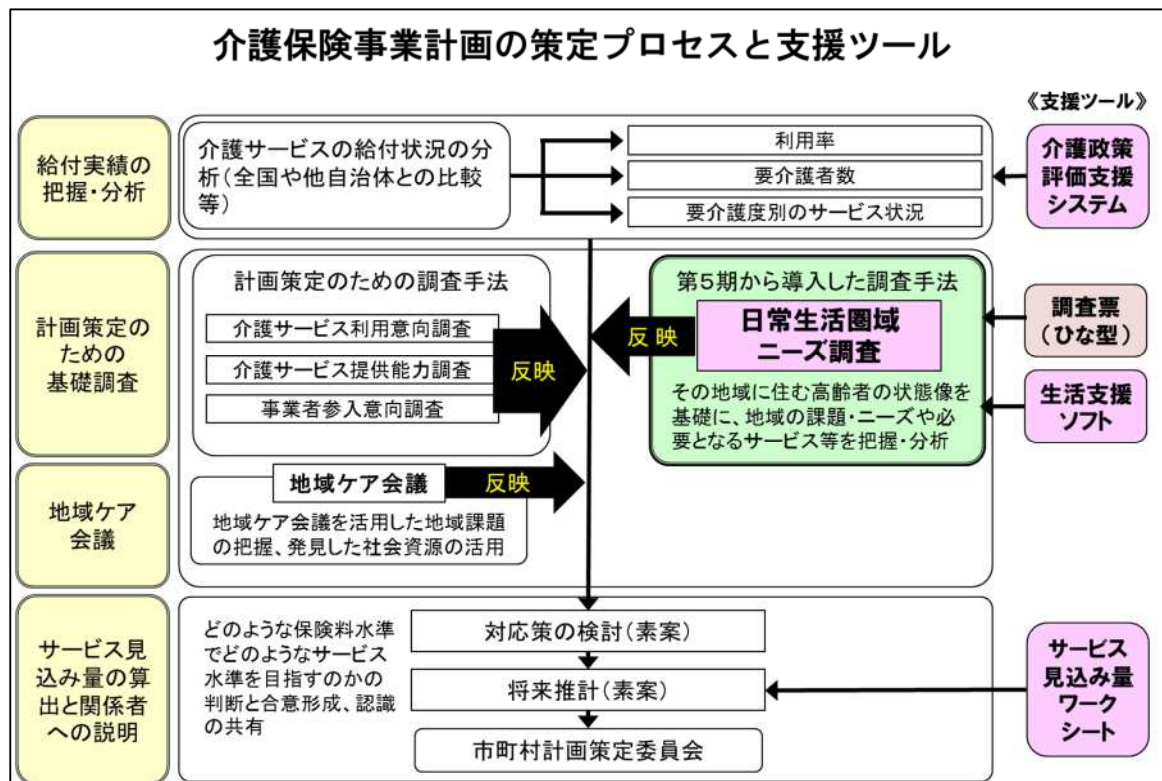 介護保険事業計画の策定プロセスと支援ツール
《支援ツール》
給付実績の
把握・分析
介護サービスの給付状況の分
析(全国や他自治体との比較
等)
利用率
要介護者数
要介護度別のサービス状況
介護政策
評価支援
システム
計画策定の
ための
基礎調査
計画策定のための調査手法
介護サービス利用意向調査
介護サービス提供能力調査
事業者参入意向調査
反映
第5期から導入した調査手法
反 映
日常生活圏域
ニーズ調査
その地域に住む高齢者の状態像を
基礎に、地域の課題・ニーズや必
要となるサービス等を把握・分析
調査票
(ひな型)
生活支援
ソフト
地域ケア
会議
地域ケア会議
反映
地域ケア会議を活用した地域課題
の把握、発見した社会資源の活用
サービス見
込み量の算
出と関係者
への説明
どのような保険料水準
でどのようなサービス
水準を目指すのかの
判断と合意形成、認識
の共有
対応策の検討(素案)
将来推計(素案)
市町村計画策定委員会
サービス
見込み量
ワーク
シート